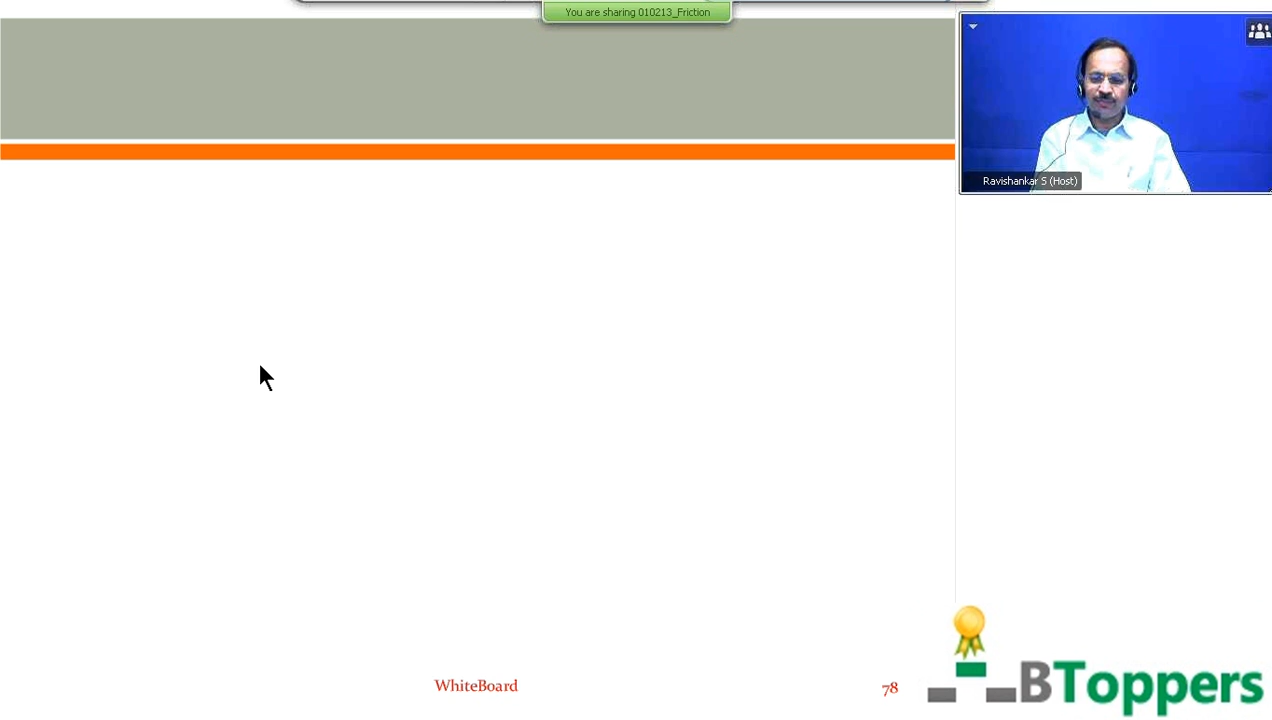 You are sharing 010213_Friction
Ravishankar S (Host)
WhiteBoard
78
BToppers